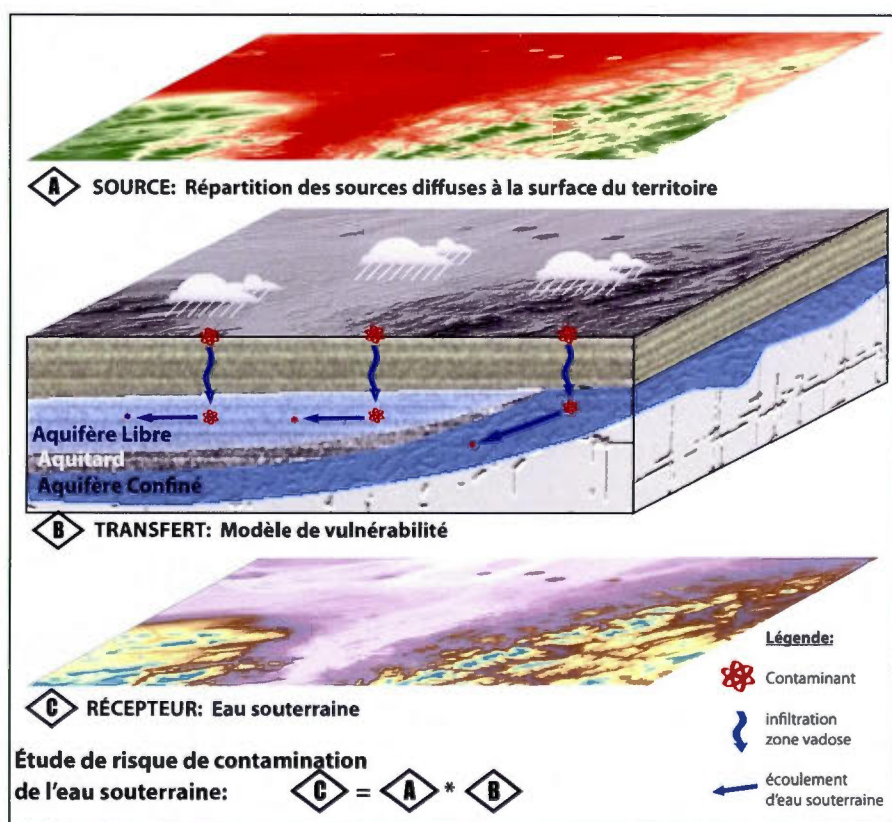 A SOURCE: Répartition des sources diffuses à la surface du territoire
Aquifère Libre
Aquitard
Aquifère Confiné
B TRANSFERT: Modèle de vulnérabilité
Légende:
Contaminant
C RÉCEPTEUR: Eau souterraine
infiltration
zone vadose
Étude de risque de contamination
de l'eau souterraine: C = A * B
écoulement
d'eau souterraine